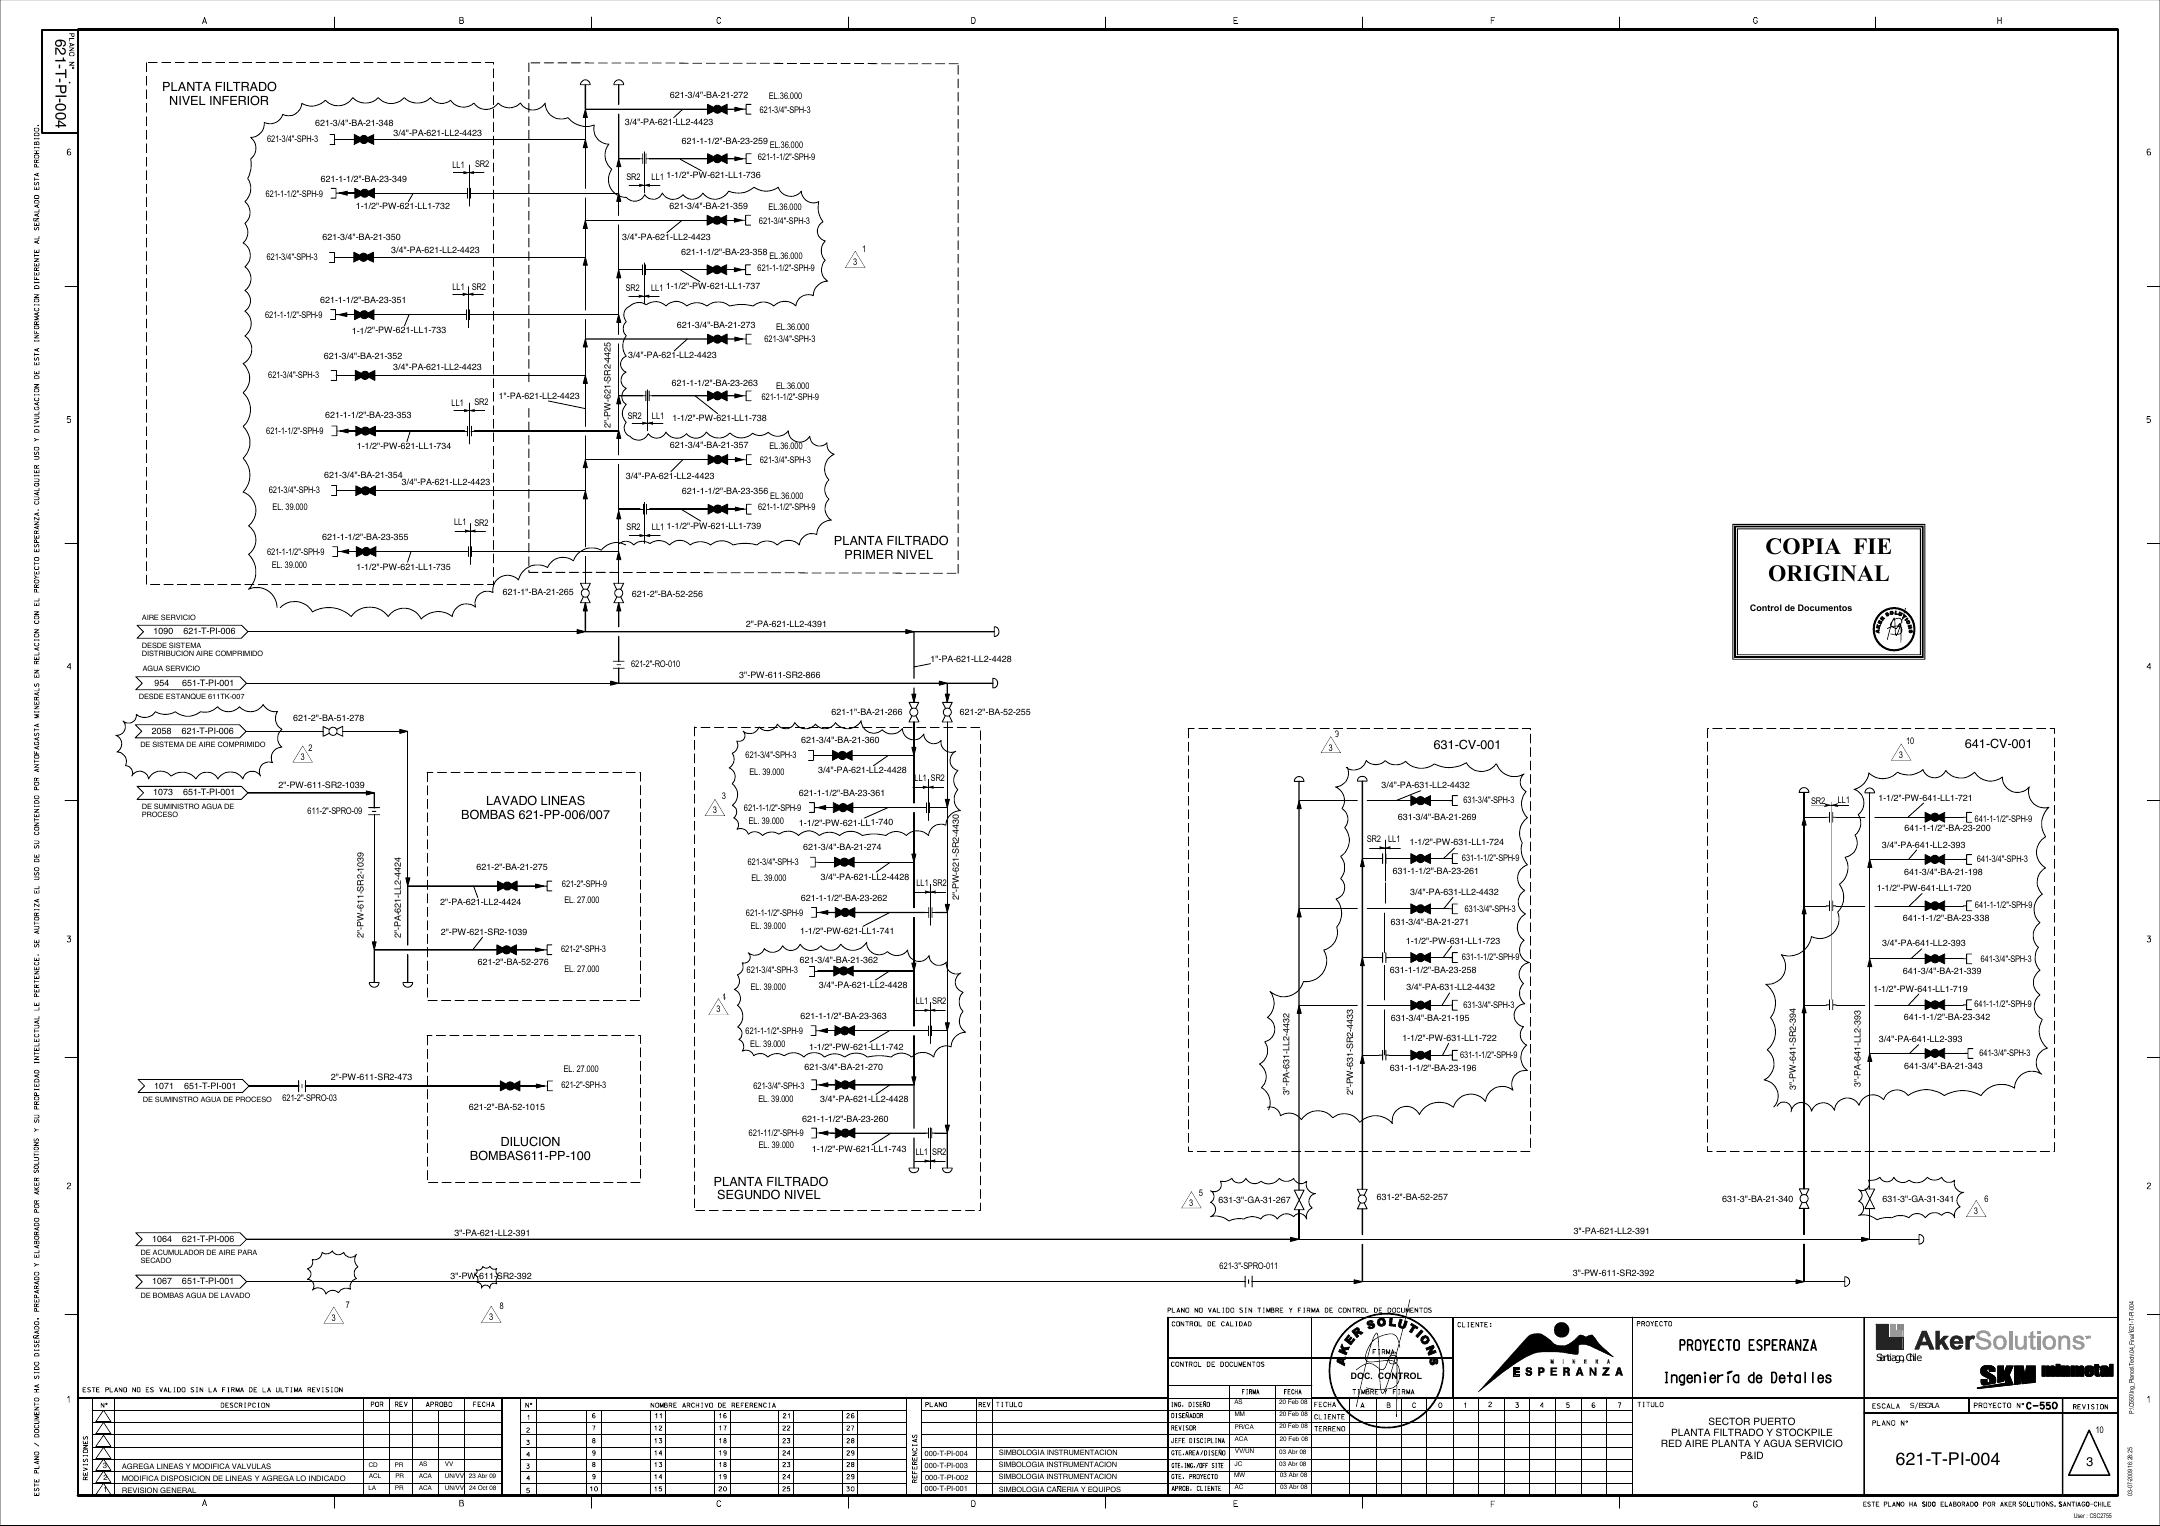 A B C D E F G H
PLANO N°.
621-T-PI-004
ESTE PLANO / DOCUMENTO HA SIDO DISEÑADO, PREPARADO Y ELABORADO POR AKER SOLUTIONS Y SU PROPIEDAD INTELECTUAL LE PERTENECE. SE AUTORIZA EL USO DE SU CONTENIDO POR ANTOFAGASTA MINERALS EN RELACION CON EL PROYECTO ESPERANZA. CUALQUIER USO Y DIVULGACION DE ESTA INFORMACION DIFERENTE AL SEÑALADO ESTA PROHIBIDO.
6
5
4
3
2
1
PLANTA FILTRADO
NIVEL INFERIOR
621-3/4"-BA-21-348
621-3/4"-SPH-3
3/4"-PA-621-LL2-4423
LL1 SR2
621-1-1/2"-BA-23-349
621-1-1/2"-SPH-9
1-1/2"-PW-621-LL1-732
621-3/4"-BA-21-350
621-3/4"-SPH-3
3/4"-PA-621-LL2-4423
LL1 SR2
621-1-1/2"-BA-23-351
621-1-1/2"-SPH-9
1-1/2"-PW-621-LL1-733
621-3/4"-BA-21-352
621-3/4"-SPH-3
3/4"-PA-621-LL2-4423
LL1 SR2
621-1-1/2"-BA-23-353
621-1-1/2"-SPH-9
1-1/2"-PW-621-LL1-734
621-3/4"-BA-21-354
621-3/4"-SPH-3
3/4"-PA-621-LL2-4423
EL. 39.000
LL1 SR2
621-1-1/2"-BA-23-355
621-1-1/2"-SPH-9
EL. 39.000
1-1/2"-PW-621-LL1-735
1"-PA-621-LL2-4423
2"-PW-621-SR2-4425
621-3/4"-BA-21-272 EL.36.000
621-3/4"-SPH-3
3/4"-PA-621-LL2-4423
621-1-1/2"-BA-23-259 EL.36.000
621-1-1/2"-SPH-9
SR2 LL1 1-1/2"-PW-621-LL1-736
621-3/4"-BA-21-359 EL.36.000
621-3/4"-SPH-3
3/4"-PA-621-LL2-4423
621-1-1/2"-BA-23-358 EL.36.000
621-1-1/2"-SPH-9
SR2 LL1 1-1/2"-PW-621-LL1-737
3 1
621-3/4"-BA-21-273 EL.36.000
621-3/4"-SPH-3
3/4"-PA-621-LL2-4423
621-1-1/2"-BA-23-263 EL.36.000
621-1-1/2"-SPH-9
SR2 LL1 1-1/2"-PW-621-LL1-738
621-3/4"-BA-21-357 EL.36.000
621-3/4"-SPH-3
3/4"-PA-621-LL2-4423
621-1-1/2"-BA-23-356 EL.36.000
621-1-1/2"-SPH-9
SR2 LL1 1-1/2"-PW-621-LL1-739
PLANTA FILTRADO
PRIMER NIVEL
621-1"-BA-21-265
621-2"-BA-52-256
AIRE SERVICIO
1090 621-T-PI-006
DESDE SISTEMA
DISTRIBUCION AIRE COMPRIMIDO
2"-PA-621-LL2-4391
AGUA SERVICIO
954 651-T-PI-001
DESDE ESTANQUE 611TK-007
621-2"-RO-010
3"-PW-611-SR2-866
1"-PA-621-LL2-4428
621-1"-BA-21-266
621-2"-BA-52-255
COPIA FIE
ORIGINAL
Control de Documentos
AKER SOLUTIONS
2058 621-T-PI-006
DE SISTEMA DE AIRE COMPRIMIDO
621-2"-BA-51-278
3 2
1073 651-T-PI-001
DE SUMINISTRO AGUA DE
PROCESO
2"-PW-611-SR2-1039
611-2"-SPRO-09
2"-PW-611-SR2-1039
2"-PA-621-LL2-4424
LAVADO LINEAS
BOMBAS 621-PP-006/007
621-2"-BA-21-275
621-2"-SPH-9
2"-PA-621-LL2-4424
EL. 27.000
2"-PW-621-SR2-1039
621-2"-SPH-3
621-2"-BA-52-276
EL. 27.000
1071 651-T-PI-001
DE SUMINSTRO AGUA DE PROCESO
621-2"-SPRO-03
2"-PW-611-SR2-473
EL. 27.000
621-2"-SPH-3
621-2"-BA-52-1015
DILUCION
BOMBAS611-PP-100
621-3/4"-BA-21-360
621-3/4"-SPH-3
EL. 39.000
3/4"-PA-621-LL2-4428
LL1 SR2
3 3
621-1-1/2"-BA-23-361
621-1-1/2"-SPH-9
EL. 39.000
1-1/2"-PW-621-LL1-740
2"-PW-621-SR2-4430
621-3/4"-BA-21-274
621-3/4"-SPH-3
EL. 39.000
3/4"-PA-621-LL2-4428
LL1 SR2
621-1-1/2"-BA-23-262
621-1-1/2"-SPH-9
EL. 39.000
1-1/2"-PW-621-LL1-741
621-3/4"-BA-21-362
621-3/4"-SPH-3
EL. 39.000
3/4"-PA-621-LL2-4428
3 4
LL1 SR2
621-1-1/2"-BA-23-363
621-1-1/2"-SPH-9
EL. 39.000
1-1/2"-PW-621-LL1-742
621-3/4"-BA-21-270
621-3/4"-SPH-3
EL. 39.000
3/4"-PA-621-LL2-4428
621-1-1/2"-BA-23-260
621-11/2"-SPH-9
EL. 39.000
1-1/2"-PW-621-LL1-743
LL1 SR2
PLANTA FILTRADO
SEGUNDO NIVEL
3 9
631-CV-001
3/4"-PA-631-LL2-4432
631-3/4"-SPH-3
631-3/4"-BA-21-269
SR2 LL1
1-1/2"-PW-631-LL1-724
631-1-1/2"-SPH-9
631-1-1/2"-BA-23-261
3/4"-PA-631-LL2-4432
631-3/4"-SPH-3
631-3/4"-BA-21-271
1-1/2"-PW-631-LL1-723
631-1-1/2"-SPH-9
631-1-1/2"-BA-23-258
3/4"-PA-631-LL2-4432
631-3/4"-SPH-3
631-3/4"-BA-21-195
1-1/2"-PW-631-LL1-722
631-1-1/2"-SPH-9
631-1-1/2"-BA-23-196
3"-PA-631-LL2-4432
2"-PW-631-SR2-4433
3 5
631-3"-GA-31-267
631-2"-BA-52-257
3 10
641-CV-001
SR2 LL1
1-1/2"-PW-641-LL1-721
641-1-1/2"-SPH-9
641-1-1/2"-BA-23-200
3/4"-PA-641-LL2-393
641-3/4"-SPH-3
641-3/4"-BA-21-198
1-1/2"-PW-641-LL1-720
641-1-1/2"-SPH-9
641-1-1/2"-BA-23-338
3/4"-PA-641-LL2-393
641-3/4"-SPH-3
641-3/4"-BA-21-339
1-1/2"-PW-641-LL1-719
641-1-1/2"-SPH-9
641-1-1/2"-BA-23-342
3/4"-PA-641-LL2-393
641-3/4"-SPH-3
641-3/4"-BA-21-343
3"-PW-641-SR2-394
3"-PA-641-LL2-393
631-3"-BA-21-340
631-3"-GA-31-341
3 6
1064 621-T-PI-006
DE ACUMULADOR DE AIRE PARA
SECADO
3"-PA-621-LL2-391
3"-PA-621-LL2-391
1067 651-T-PI-001
DE BOMBAS AGUA DE LAVADO
3"-PW-611-SR2-392
621-3"-SPRO-011
3"-PW-611-SR2-392
3 7
3 8
PLANO NO VALIDO SIN TIMBRE Y FIRMA DE CONTROL DE DOCUMENTOS
CONTROL DE CALIDAD
CONTROL DE DOCUMENTOS
AKER SOLUTIONS
FIRMA
DOC. CONTROL
TIMBRE Y FIRMA
CLIENTE:
MINERA
ESPERANZA
PROYECTO
PROYECTO ESPERANZA
Ingeniería de Detalles
AkerSolutions
Santiago, Chile
SKM minmetal
ESTE PLANO NO ES VALIDO SIN LA FIRMA DE LA ULTIMA REVISION
REVISIONES
N° DESCRIPCION POR REV APROBO FECHA
3 AGREGA LINEAS Y MODIFICA VALVULAS CD PR AS VV
2 MODIFICA DISPOSICION DE LINEAS Y AGREGA LO INDICADO ACL PR ACA UN/VV 23 Abr 09
1 REVISION GENERAL LA PR ACA UN/VV 24 Oct 08
N° NOMBRE ARCHIVO DE REFERENCIA
1 6 11 16 21 26
2 7 12 17 22 27
3 8 13 18 23 28
4 9 14 19 24 29
3 8 13 18 23 28
4 9 14 19 24 29
5 10 15 20 25 30
REFERENCIAS
PLANO REV TITULO
000-T-PI-004 SIMBOLOGIA INSTRUMENTACION
000-T-PI-003 SIMBOLOGIA INSTRUMENTACION
000-T-PI-002 SIMBOLOGIA INSTRUMENTACION
000-T-PI-001 SIMBOLOGIA CAÑERIA Y EQUIPOS
FIRMA FECHA
ING. DISEÑO AS 20 Feb 08
DISEÑADOR MM 20 Feb 08
REVISOR PR/CA 20 Feb 08
JEFE DISCIPLINA ACA 20 Feb 08
GTE.AREA/DISEÑO VV/UN 03 Abr 08
GTE.ING./OFF SITE JC 03 Abr 08
GTE. PROYECTO MW 03 Abr 08
APROB. CLIENTE AC 03 Abr 08
FECHA A B C 0 1 2 3 4 5 6 7
CLIENTE
TERRENO
TITULO
SECTOR PUERTO
PLANTA FILTRADO Y STOCKPILE
RED AIRE PLANTA Y AGUA SERVICIO
P&ID
ESCALA S/ESCALA PROYECTO N°C-550 REVISION
PLANO N°
621-T-PI-004
3 10
A B C D E F G
ESTE PLANO HA SIDO ELABORADO POR AKER SOLUTIONS. SANTIAGO-CHILE
User : CSC2755